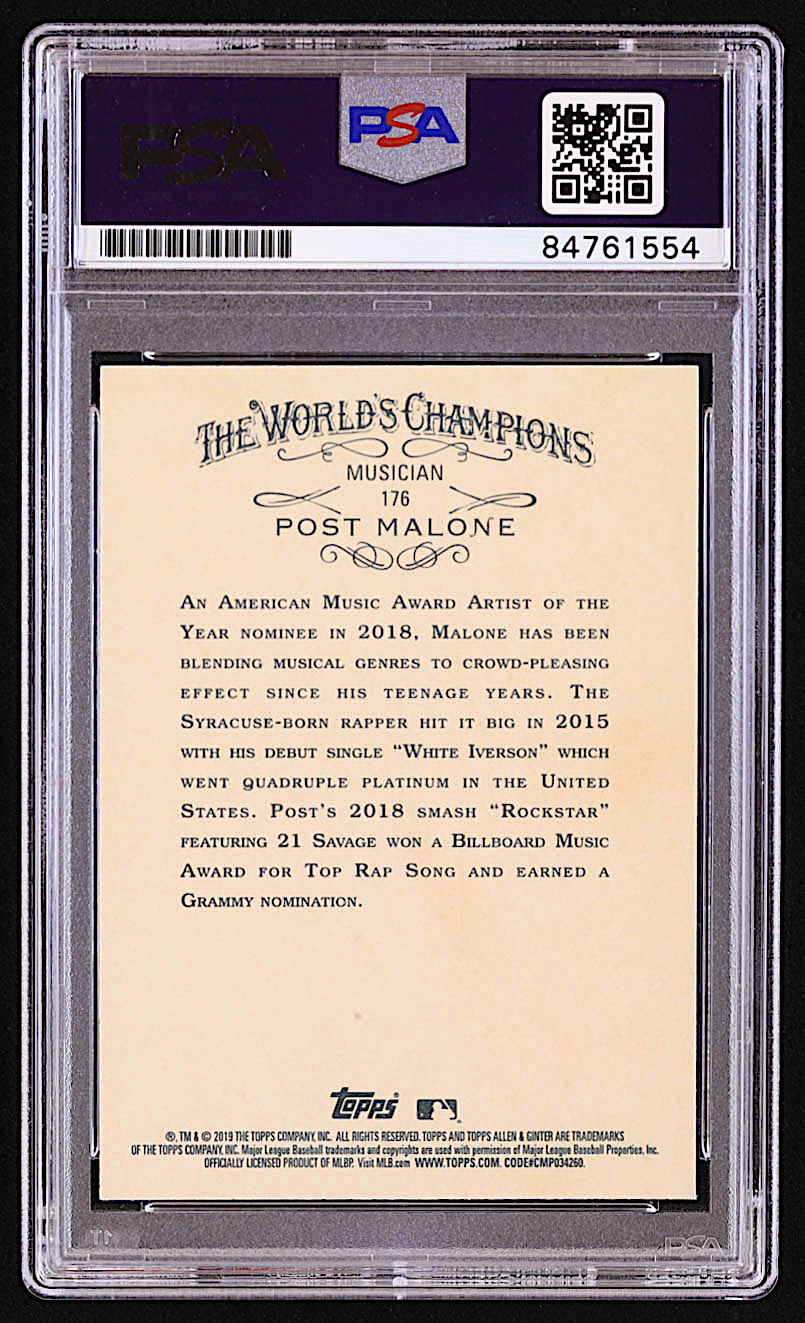 PSA
PSA
84761554
THE WORLD'S CHAMPIONS
MUSICIAN
176
POST MALONE
AN AMERICAN MUSIC AWARD ARTIST OF THE
YEAR NOMINEE IN 2018, MALONE HAS BEEN
BLENDING MUSICAL GENRES TO CROWD-PLEASING
EFFECT SINCE HIS TEENAGE YEARS. THE
SYRACUSE-BORN RAPPER HIT IT BIG IN 2015
WITH HIS DEBUT SINGLE “WHITE IVERSON” WHICH
WENT QUADRUPLE PLATINUM IN THE UNITED
STATES. POST'S 2018 SMASH “ROCKSTAR”
FEATURING 21 SAVAGE WON A BILLBOARD MUSIC
AWARD FOR TOP RAP SONG AND EARNED A
GRAMMY NOMINATION.
Topps
®, TM & © 2019 THE TOPPS COMPANY, INC. ALL RIGHTS RESERVED. TOPPS AND TOPPS ALLEN & GINTER ARE TRADEMARKS
OF THE TOPPS COMPANY, INC. Major League Baseball trademarks and copyrights are used with permission of Major League Baseball Properties, Inc.
OFFICIALLY LICENSED PRODUCT OF MLBP. Visit MLB.com WWW.TOPPS.COM. CODE#CMP034260.
PSA